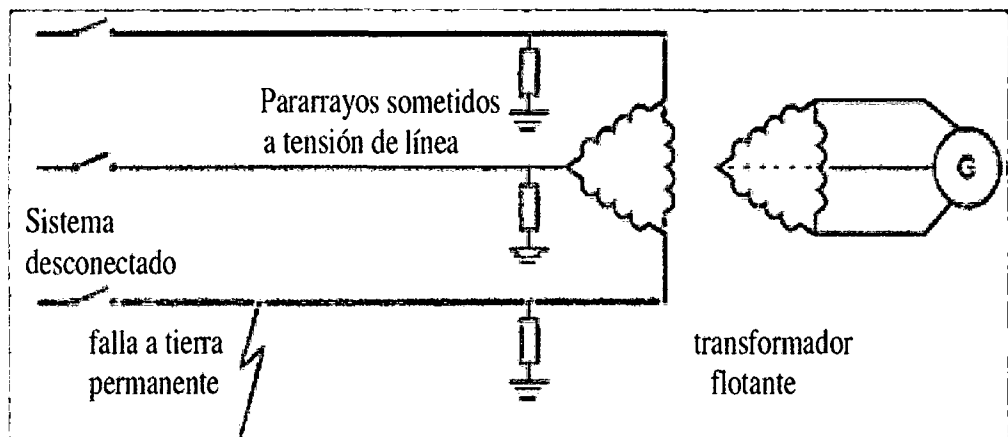 Pararrayos sometidos
a tensión de línea
G
Sistema
desconectado
falla a tierra
permanente
transformador
flotante